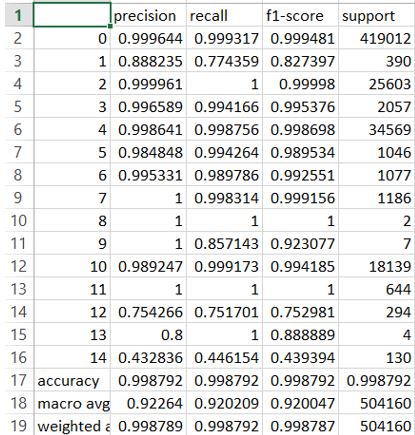 1 precision recall f1-score support
2 0 0.999644 0.999317 0.999481 419012
3 1 0.888235 0.774359 0.827397 390
4 2 0.999961 1 0.99998 25603
5 3 0.996589 0.994166 0.995376 2057
6 4 0.998641 0.998756 0.998698 34569
7 5 0.984848 0.994264 0.989534 1046
8 6 0.995331 0.989786 0.992551 1077
9 7 1 0.998314 0.999156 1186
10 8 1 1 1 2
11 9 1 0.857143 0.923077 7
12 10 0.989247 0.999173 0.994185 18139
13 11 1 1 1 644
14 12 0.754266 0.751701 0.752981 294
15 13 0.8 1 0.888889 4
16 14 0.432836 0.446154 0.439394 130
17 accuracy 0.998792 0.998792 0.998792 0.998792
18 macro avg 0.92264 0.920209 0.920047 504160
19 weighted a 0.998789 0.998792 0.998787 504160